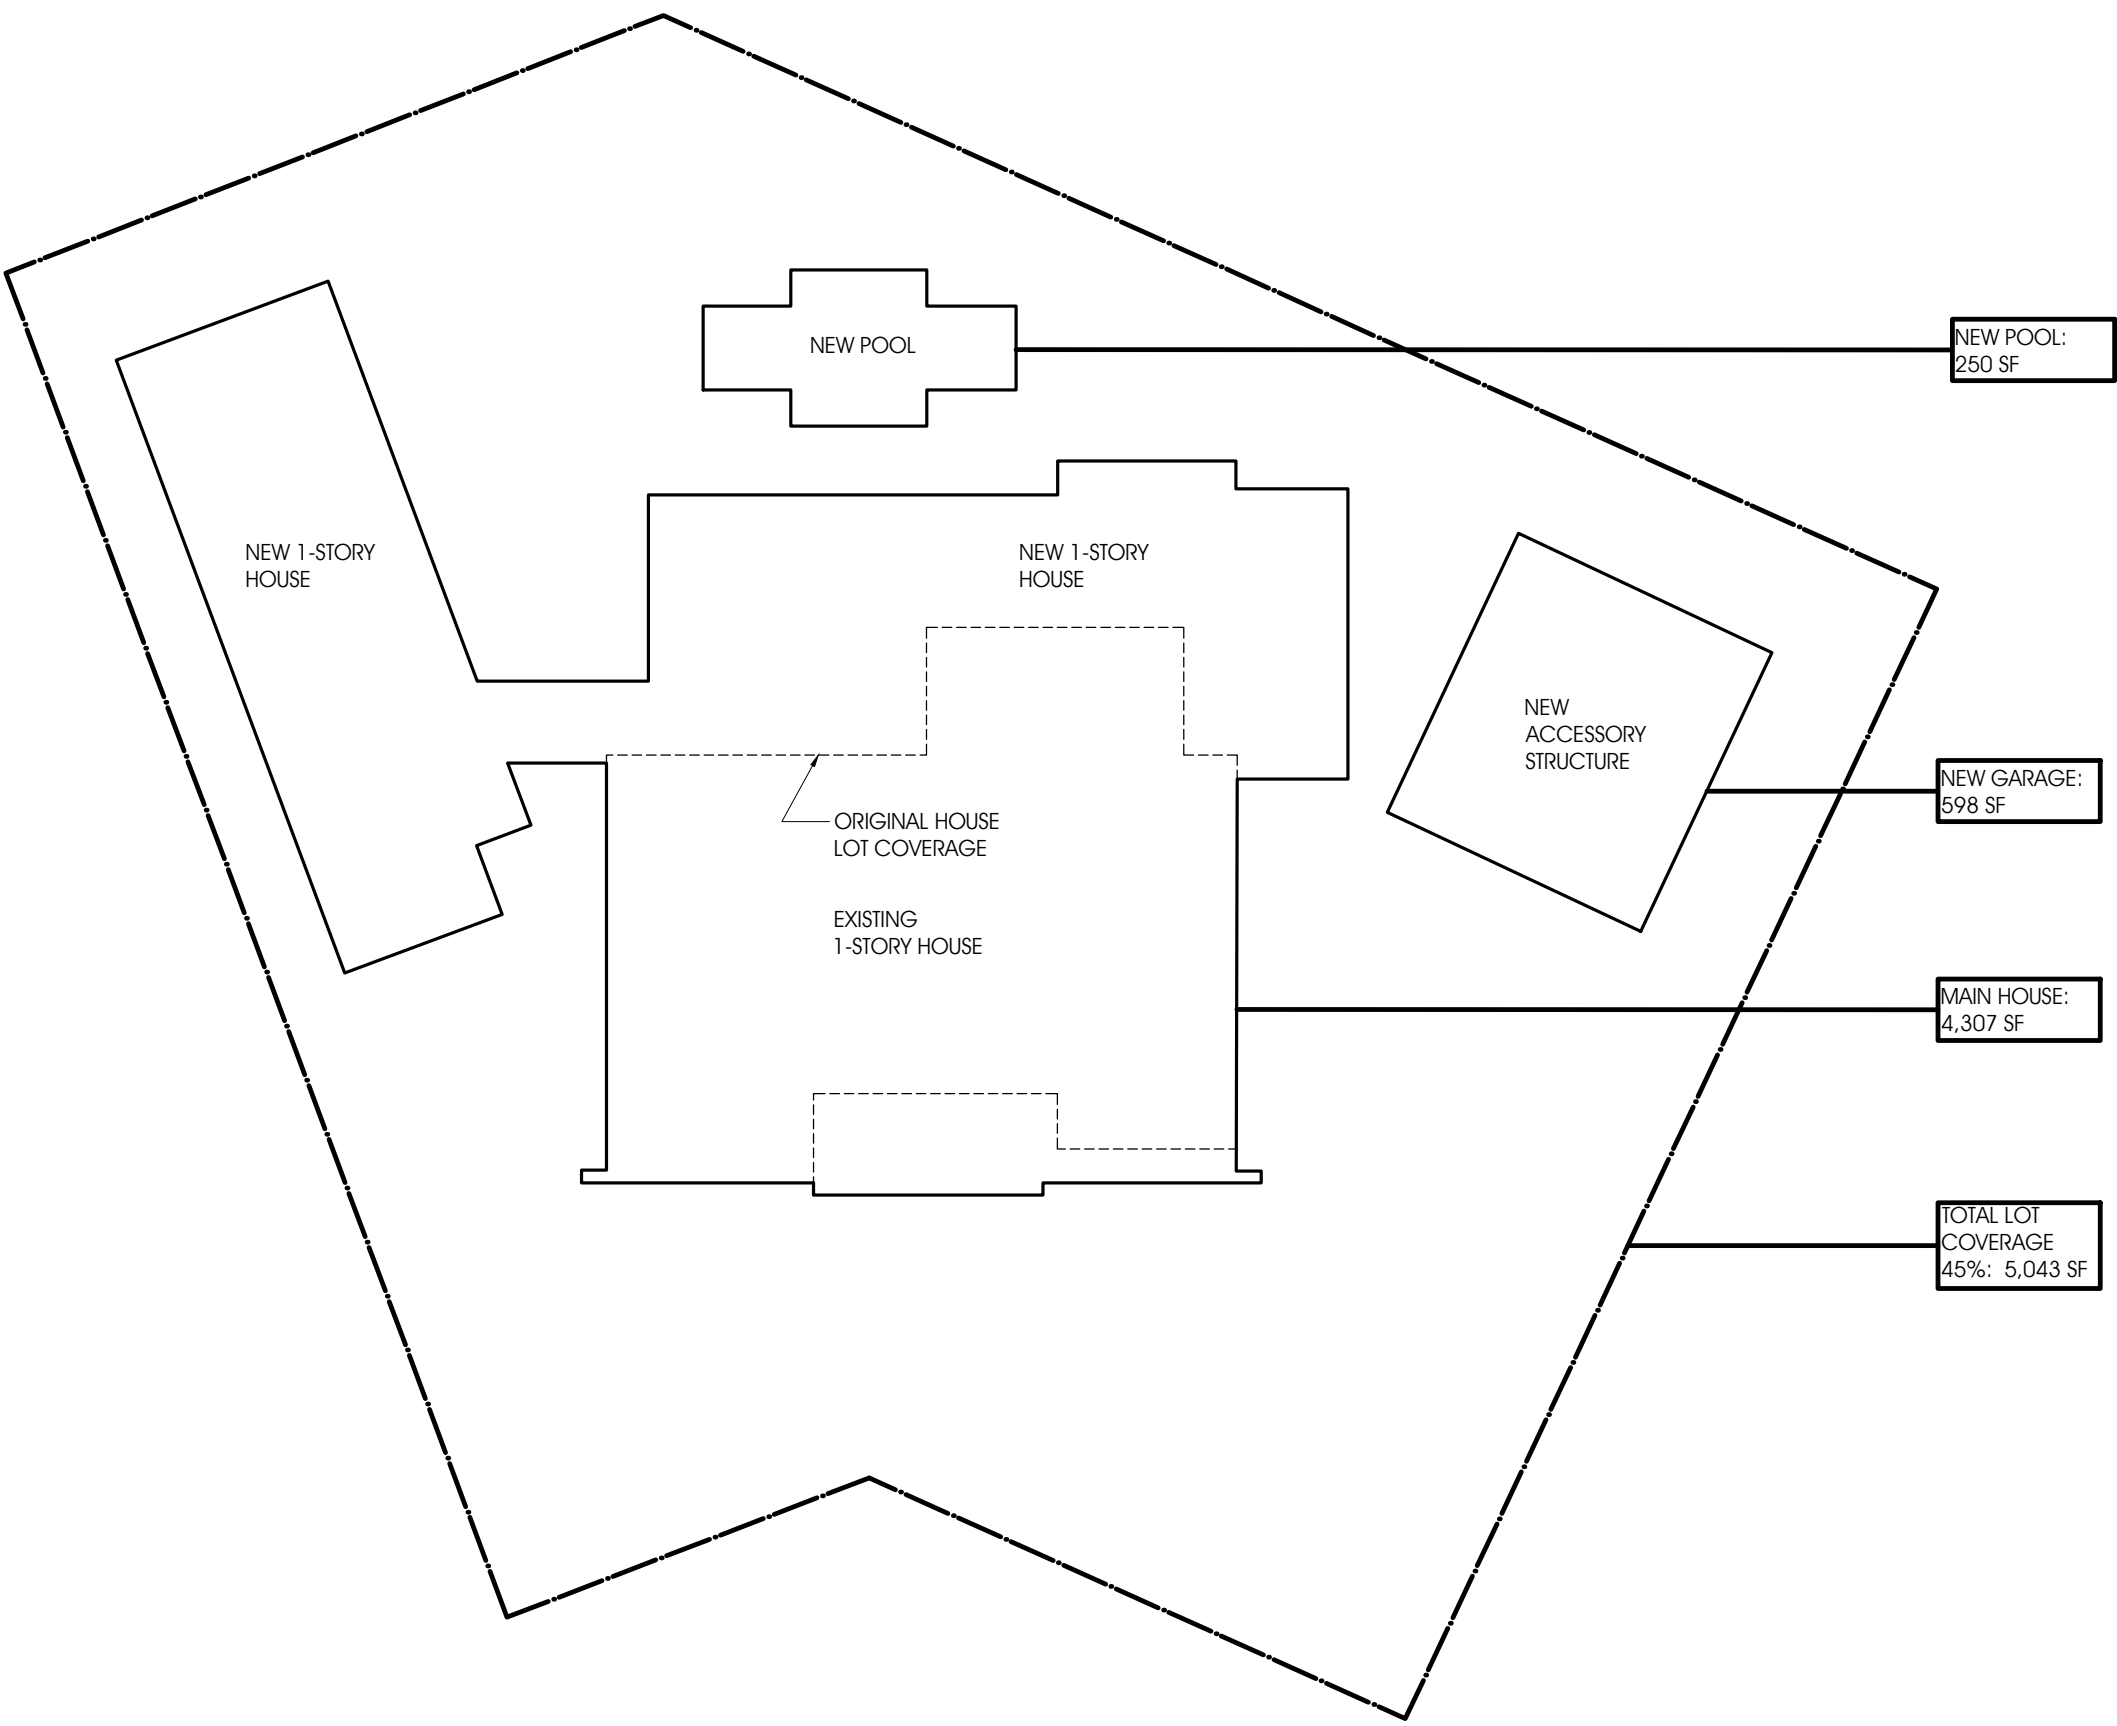 NEW POOL
NEW POOL:
250 SF
NEW 1-STORY
HOUSE
NEW 1-STORY
HOUSE
NEW
ACCESSORY
STRUCTURE
NEW GARAGE:
598 SF
ORIGINAL HOUSE
LOT COVERAGE
EXISTING
1-STORY HOUSE
MAIN HOUSE:
4,307 SF
TOTAL LOT
COVERAGE
45%: 5,043 SF